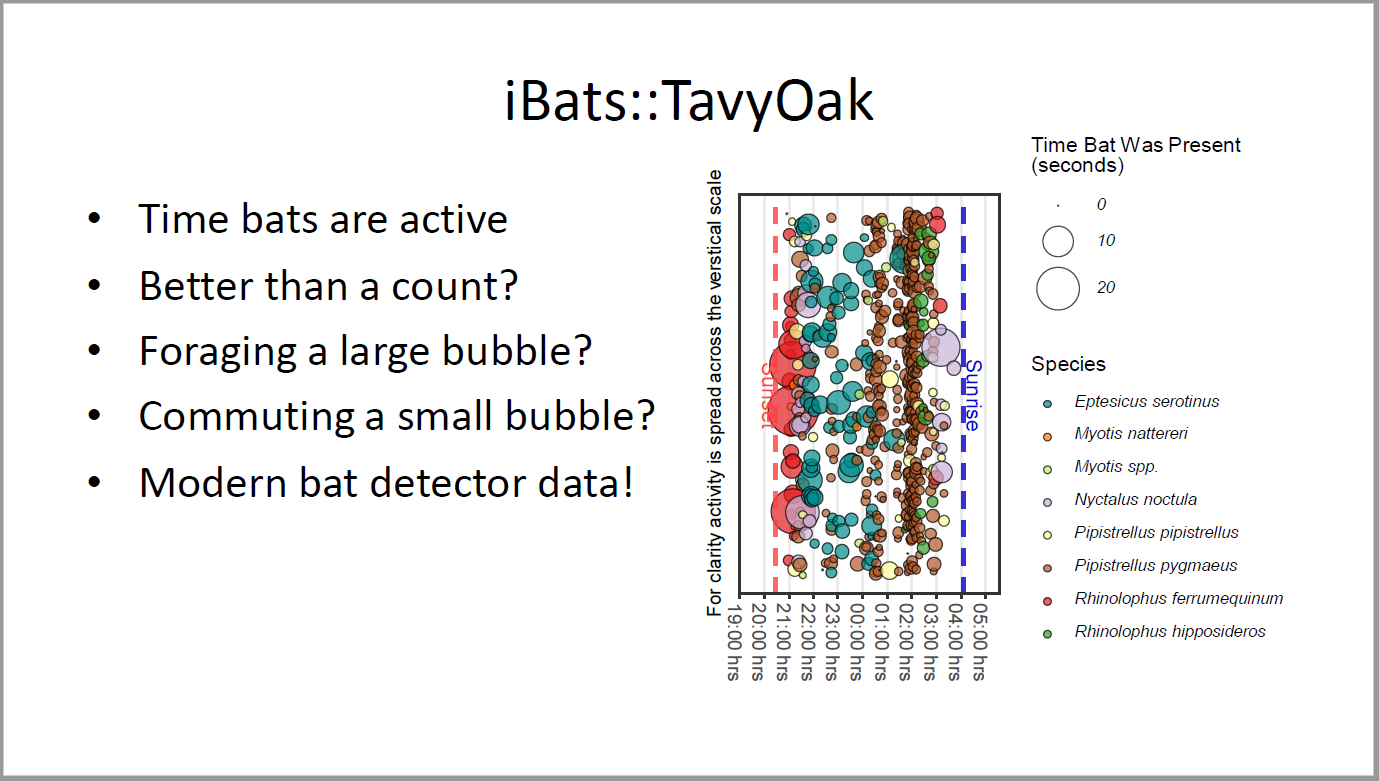 iBats::TavyOak
• Time bats are active
• Better than a count?
• Foraging a large bubble?
• Commuting a small bubble?
• Modern bat detector data!
For clarity activity is spread across the verstical scale
Sunset
Sunrise
19:00 hrs
20:00 hrs
21:00 hrs
22:00 hrs
23:00 hrs
00:00 hrs
01:00 hrs
02:00 hrs
03:00 hrs
04:00 hrs
05:00 hrs
Time Bat Was Present
(seconds)
0
10
20
Species
Eptesicus serotinus
Myotis nattereri
Myotis spp.
Nyctalus noctula
Pipistrellus pipistrellus
Pipistrellus pygmaeus
Rhinolophus ferrumequinum
Rhinolophus hipposideros